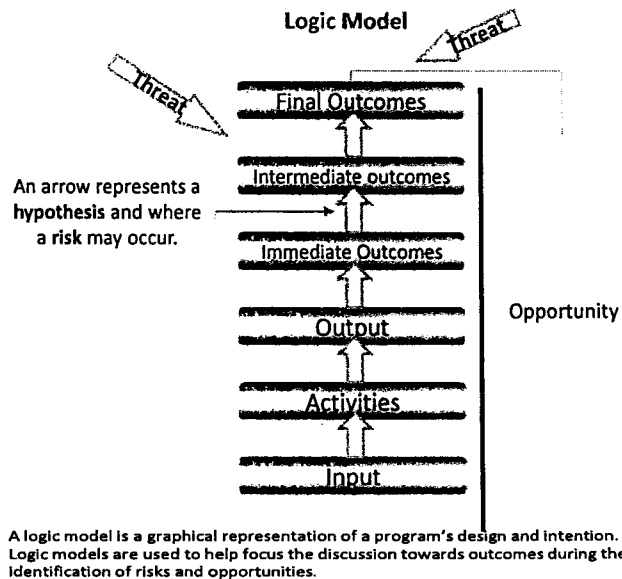 Logic Model
Threat
Threat
Final Outcomes
Intermediate outcomes
An arrow represents a
hypothesis and where
a risk may occur.
Immediate Outcomes
Output
Opportunity
Activities
Input
A logic model is a graphical representation of a program's design and intention.
Logic models are used to help focus the discussion towards outcomes during the
identification of risks and opportunities.